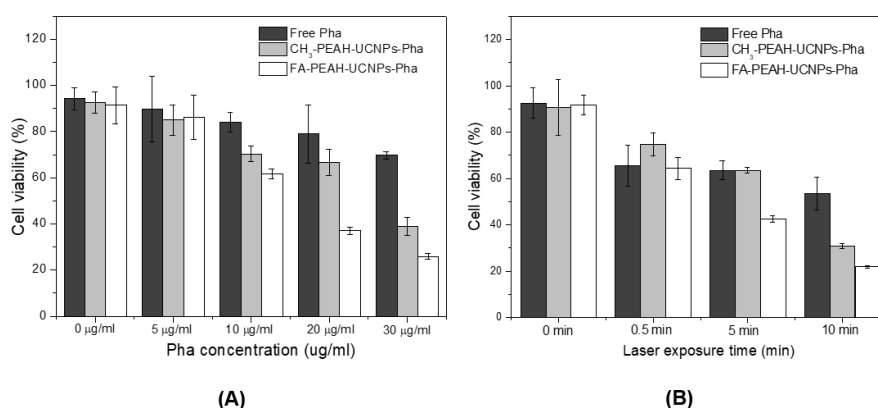 Free Pha
CH3-PEAH-UCNPs-Pha
FA-PEAH-UCNPs-Pha
120
100
80
60
40
20
0
Cell viability (%)
0 μg/ml 5 μg/ml 10 μg/ml 20 μg/ml 30 μg/ml
Pha concentration (ug/ml)
(A)
Free Pha
CH3-PEAH-UCNPs-Pha
FA-PEAH-UCNPs-Pha
120
100
80
60
40
20
0
Cell viability (%)
0 min 0.5 min 5 min 10 min
Laser exposure time (min)
(B)